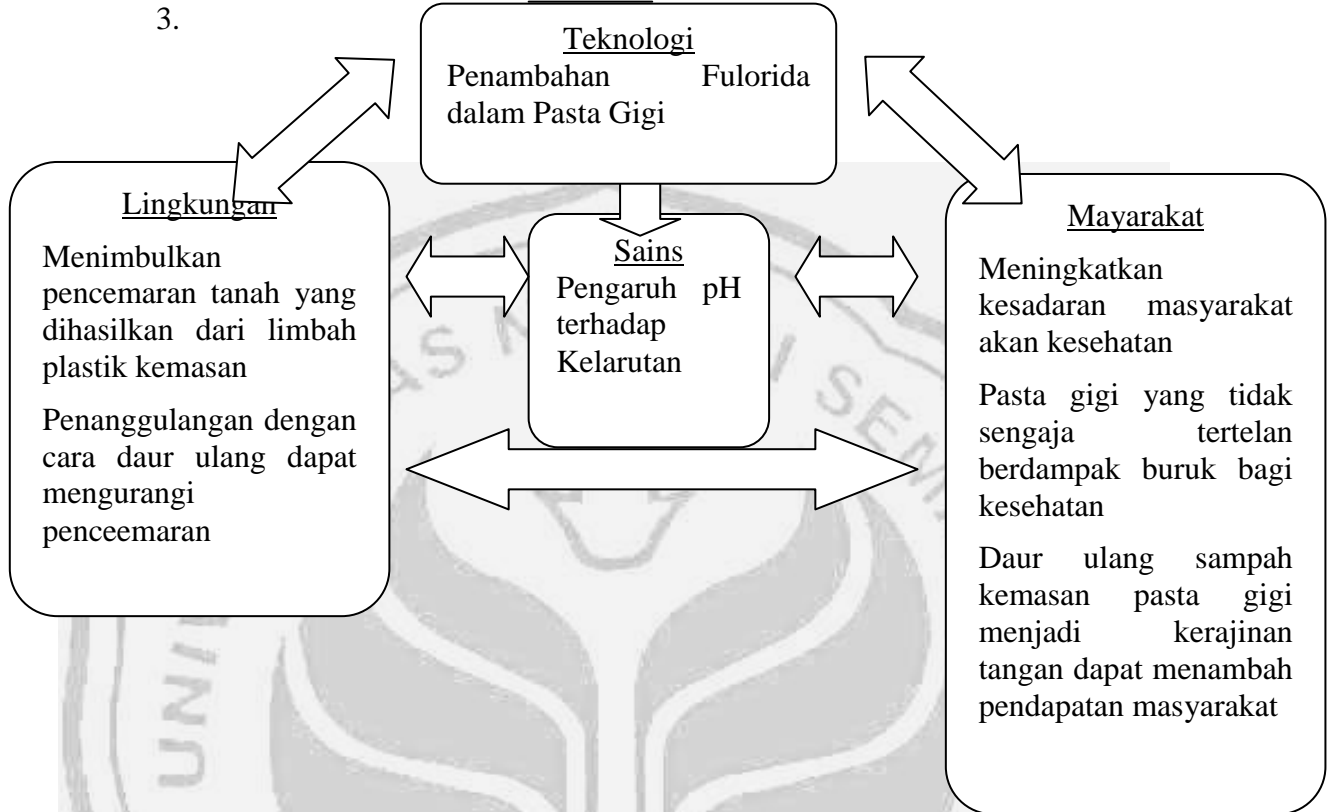 3.
Teknologi
Penambahan Fulorida
dalam Pasta Gigi
Lingkungan
Menimbulkan
pencemaran tanah yang
dihasilkan dari limbah
plastik kemasan
Penanggulangan dengan
cara daur ulang dapat
mengurangi
penceemaran
Sains
Pengaruh pH
terhadap
Kelarutan
Mayarakat
Meningkatkan
kesadaran masyarakat
akan kesehatan
Pasta gigi yang tidak
sengaja tertelan
berdampak buruk bagi
kesehatan
Daur ulang sampah
kemasan pasta gigi
menjadi kerajinan
tangan dapat menambah
pendapatan masyarakat